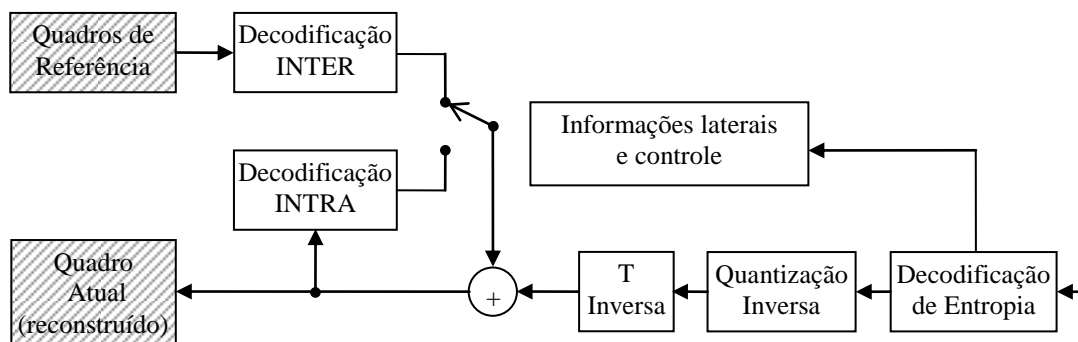 Quadros de
Referência
Decodificação
INTER
Informações laterais
e controle
Decodificação
INTRA
Quadro
Atual
(reconstruído)
+
T
Inversa
Quantização
Inversa
Decodificação
de Entropia